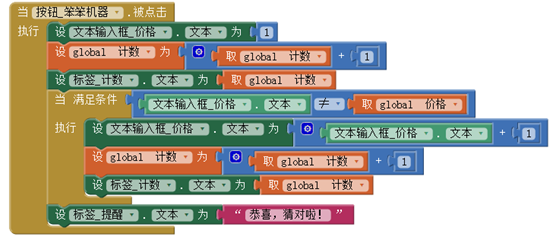 当 按钮_笨笨机器 . 被点击
执行 设 文本输入框_价格 . 文本 为 1
设 global 计数 为 取 global 计数 + 1
设 标签_计数 . 文本 为 取 global 计数
当 满足条件 文本输入框_价格 . 文本 ≠ 取 global 价格
执行 设 文本输入框_价格 . 文本 为 文本输入框_价格 . 文本 + 1
设 global 计数 为 取 global 计数 + 1
设 标签_计数 . 文本 为 取 global 计数
设 标签_提醒 . 文本 为 “ 恭喜，猜对啦！ ”